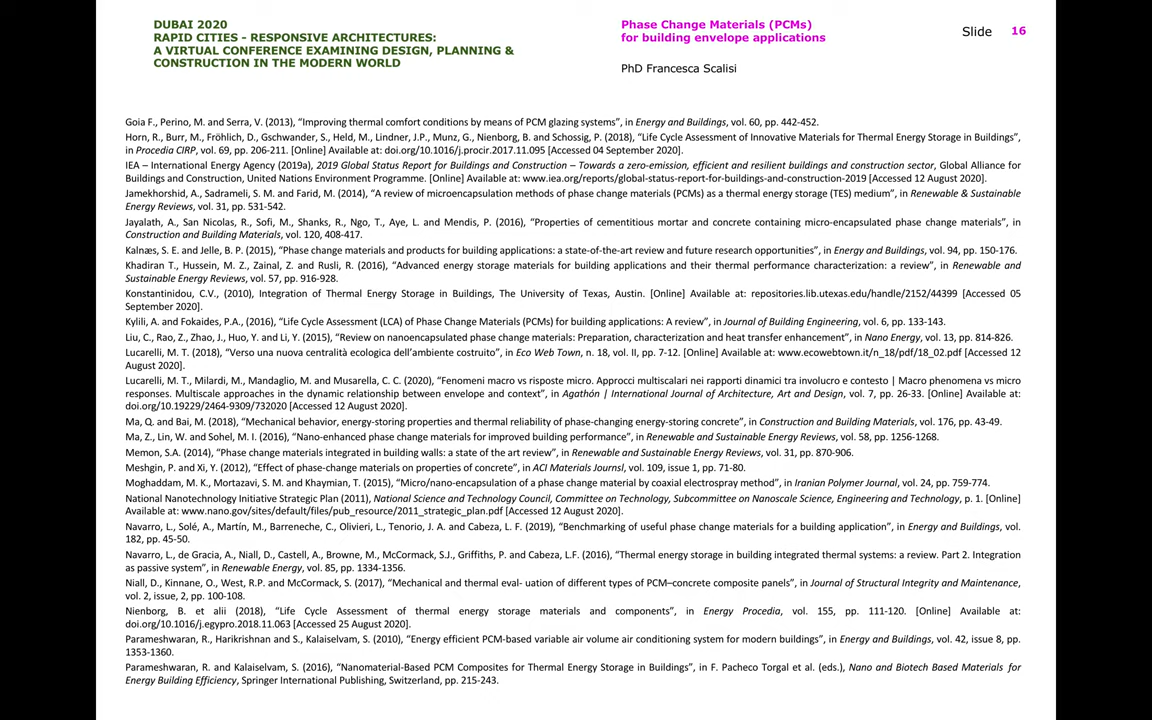 DUBAI 2020
RAPID CITIES - RESPONSIVE ARCHITECTURES:
A VIRTUAL CONFERENCE EXAMINING DESIGN, PLANNING &
CONSTRUCTION IN THE MODERN WORLD
Phase Change Materials (PCMs)
for building envelope applications
PhD Francesca Scalisi
Slide 16
Goia F., Perino, M. and Serra, V. (2013), “Improving thermal comfort conditions by means of PCM glazing systems”, in Energy and Buildings, vol. 60, pp. 442-452.
Horn, R., Burr, M., Fröhlich, D., Gschwander, S., Held, M., Lindner, J.P., Munz, G., Nienborg, B. and Schossig, P. (2018), “Life Cycle Assessment of Innovative Materials for Thermal Energy Storage in Buildings”,
in Procedia CIRP, vol. 69, pp. 206-211. [Online] Available at: doi.org/10.1016/j.procir.2017.11.095 [Accessed 04 September 2020].
IEA – International Energy Agency (2019a), 2019 Global Status Report for Buildings and Construction – Towards a zero-emission, efficient and resilient buildings and construction sector, Global Alliance for
Buildings and Construction, United Nations Environment Programme. [Online] Available at: www.iea.org/reports/global-status-report-for-buildings-and-construction-2019 [Accessed 12 August 2020].
Jamekhorshid, A., Sadrameli, S. M. and Farid, M. (2014), “A review of microencapsulation methods of phase change materials (PCMs) as a thermal energy storage (TES) medium”, in Renewable & Sustainable
Energy Reviews, vol. 31, pp. 531-542.
Jayalath, A., San Nicolas, R., Sofi, M., Shanks, R., Ngo, T., Aye, L. and Mendis, P. (2016), “Properties of cementitious mortar and concrete containing micro-encapsulated phase change materials”, in
Construction and Building Materials, vol. 120, 408-417.
Kalnæs, S. E. and Jelle, B. P. (2015), “Phase change materials and products for building applications: a state-of-the-art review and future research opportunities”, in Energy and Buildings, vol. 94, pp. 150-176.
Khadiran T., Hussein, M. Z., Zainal, Z. and Rusli, R. (2016), “Advanced energy storage materials for building applications and their thermal performance characterization: a review”, in Renewable and
Sustainable Energy Reviews, vol. 57, pp. 916-928.
Konstantinidou, C.V., (2010), Integration of Thermal Energy Storage in Buildings, The University of Texas, Austin. [Online] Available at: repositories.lib.utexas.edu/handle/2152/44399 [Accessed 05
September 2020].
Kylili, A. and Fokaides, P.A., (2016), “Life Cycle Assessment (LCA) of Phase Change Materials (PCMs) for building applications: A review”, in Journal of Building Engineering, vol. 6, pp. 133-143.
Liu, C., Rao, Z., Zhao, J., Huo, Y. and Li, Y. (2015), “Review on nanoencapsulated phase change materials: Preparation, characterization and heat transfer enhancement”, in Nano Energy, vol. 13, pp. 814-826.
Lucarelli, M. T. (2018), “Verso una nuova centralità ecologica dell’ambiente costruito”, in Eco Web Town, n. 18, vol. II, pp. 7-12. [Online] Available at: www.ecowebtown.it/n_18/pdf/18_02.pdf [Accessed 12
August 2020].
Lucarelli, M. T., Milardi, M., Mandaglio, M. and Musarella, C. C. (2020), “Fenomeni macro vs risposte micro. Approcci multiscalari nei rapporti dinamici tra involucro e contesto | Macro phenomena vs micro
responses. Multiscale approaches in the dynamic relationship between envelope and context”, in Agathón | International Journal of Architecture, Art and Design, vol. 7, pp. 26-33. [Online] Available at:
doi.org/10.19229/2464-9309/732020 [Accessed 12 August 2020].
Ma, Q. and Bai, M. (2018), “Mechanical behavior, energy-storing properties and thermal reliability of phase-changing energy-storing concrete”, in Construction and Building Materials, vol. 176, pp. 43-49.
Ma, Z., Lin, W. and Sohel, M. I. (2016), “Nano-enhanced phase change materials for improved building performance”, in Renewable and Sustainable Energy Reviews, vol. 58, pp. 1256-1268.
Memon, S.A. (2014), “Phase change materials integrated in building walls: a state of the art review”, in Renewable and Sustainable Energy Reviews, vol. 31, pp. 870-906.
Meshgin, P. and Xi, Y. (2012), “Effect of phase-change materials on properties of concrete”, in ACI Materials Journsl, vol. 109, issue 1, pp. 71-80.
Moghaddam, M. K., Mortazavi, S. M. and Khaymian, T. (2015), “Micro/nano-encapsulation of a phase change material by coaxial electrospray method”, in Iranian Polymer Journal, vol. 24, pp. 759-774.
National Nanotechnology Initiative Strategic Plan (2011), National Science and Technology Council, Committee on Technology, Subcommittee on Nanoscale Science, Engineering and Technology, p. 1. [Online]
Available at: www.nano.gov/sites/default/files/pub_resource/2011_strategic_plan.pdf [Accessed 12 August 2020].
Navarro, L., Solé, A., Martín, M., Barreneche, C., Olivieri, L., Tenorio, J. A. and Cabeza, L. F. (2019), “Benchmarking of useful phase change materials for a building application”, in Energy and Buildings, vol.
182, pp. 45-50.
Navarro, L., de Gracia, A., Niall, D., Castell, A., Browne, M., McCormack, S.J., Griffiths, P. and Cabeza, L.F. (2016), “Thermal energy storage in building integrated thermal systems: a review. Part 2. Integration
as passive system”, in Renewable Energy, vol. 85, pp. 1334-1356.
Niall, D., Kinnane, O., West, R.P. and McCormack, S. (2017), “Mechanical and thermal eval- uation of different types of PCM–concrete composite panels”, in Journal of Structural Integrity and Maintenance,
vol. 2, issue, 2, pp. 100-108.
Nienborg, B. et alii (2018), “Life Cycle Assessment of thermal energy storage materials and components”, in Energy Procedia, vol. 155, pp. 111-120. [Online] Available at:
doi.org/10.1016/j.egypro.2018.11.063 [Accessed 25 August 2020].
Parameshwaran, R., Harikrishnan and S., Kalaiselvam, S. (2010), “Energy efficient PCM-based variable air volume air conditioning system for modern buildings”, in Energy and Buildings, vol. 42, issue 8, pp.
1353-1360.
Parameshwaran, R. and Kalaiselvam, S. (2016), “Nanomaterial-Based PCM Composites for Thermal Energy Storage in Buildings”, in F. Pacheco Torgal et al. (eds.), Nano and Biotech Based Materials for
Energy Building Efficiency, Springer International Publishing, Switzerland, pp. 215-243.